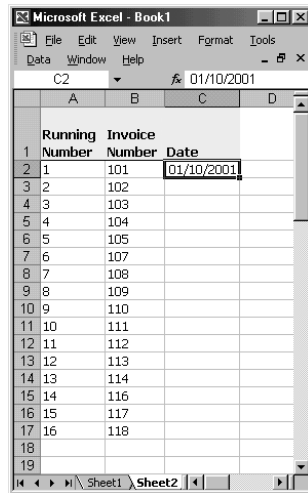 Microsoft Excel - Book1
File Edit View Insert Format Tools
Data Window Help
C2 fx 01/10/2001
A B C D
Running Invoice
1 Number Number Date
2 1 101 01/10/2001
3 2 102
4 3 103
5 4 104
6 5 105
7 6 107
8 7 108
9 8 109
10 9 110
11 10 111
12 11 112
13 12 113
14 13 114
15 14 116
16 15 117
17 16 118
18
19
Sheet1 Sheet2